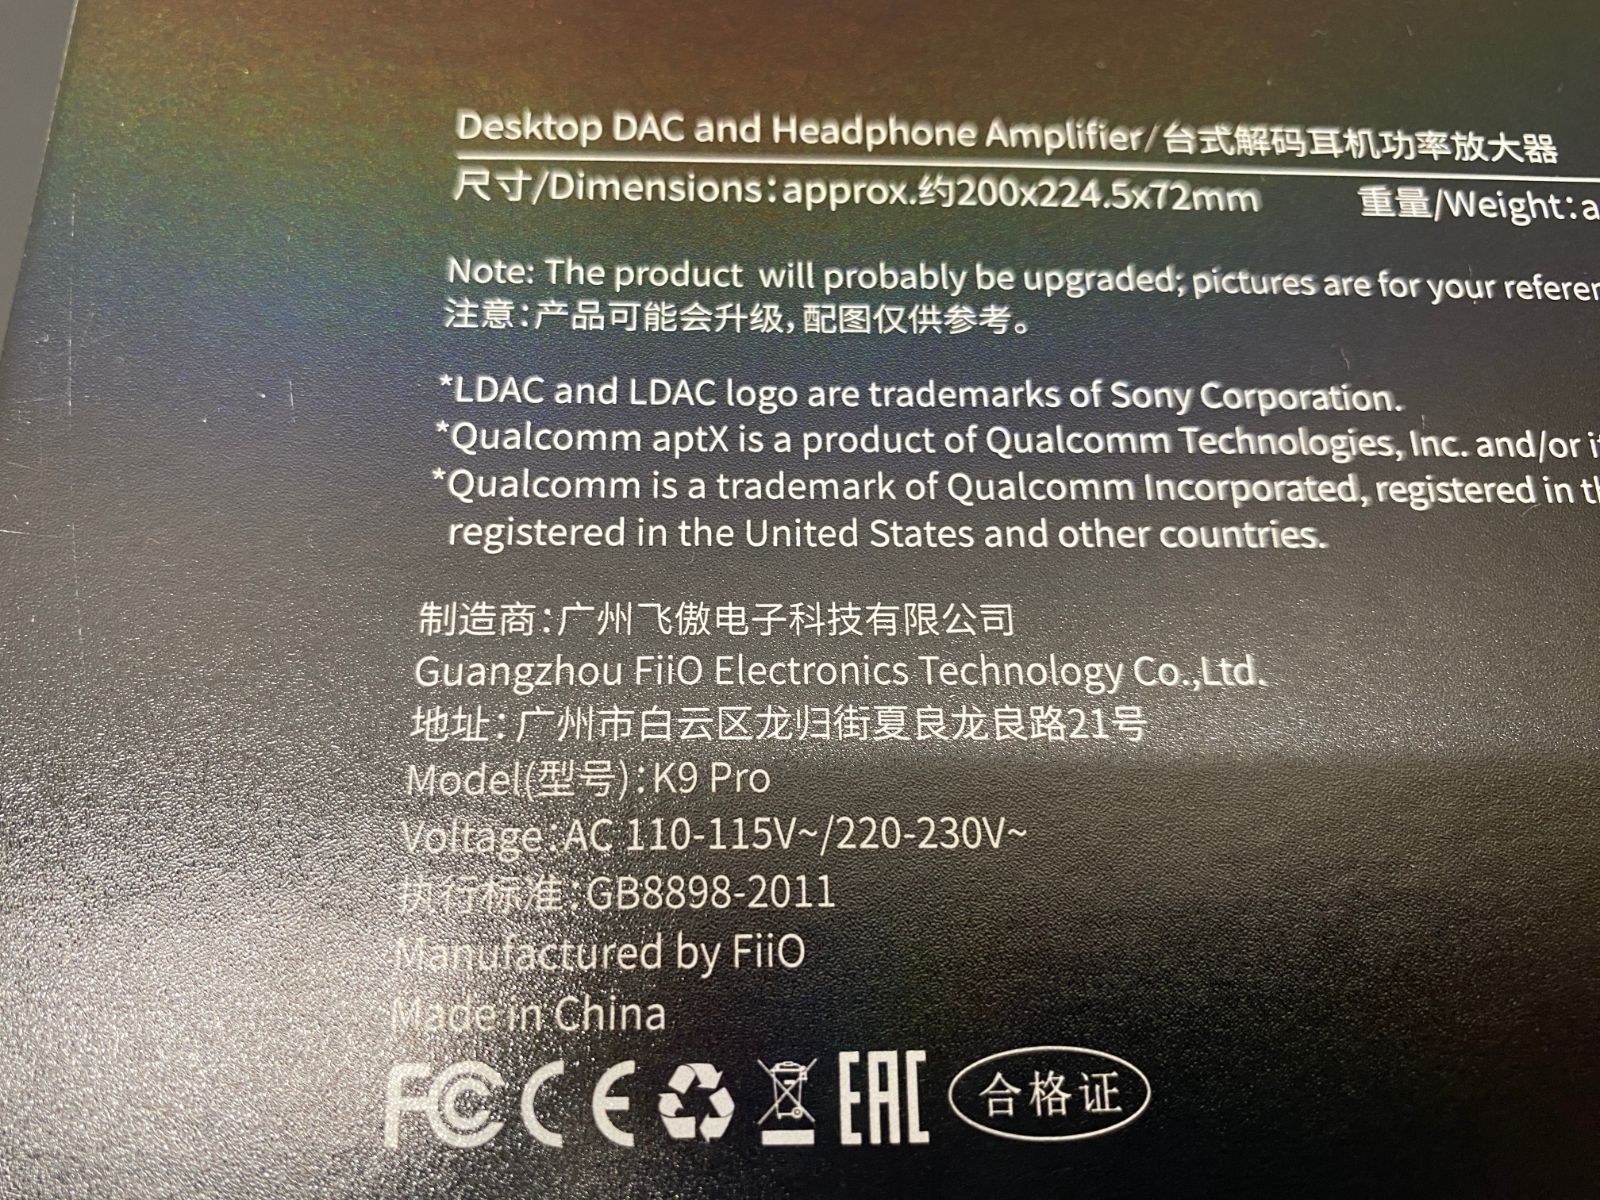 Desktop DAC and Headphone Amplifier/台式解码耳机功率放大器
尺寸/Dimensions:approx.约200x224.5x72mm 重量/Weight:a
Note: The product will probably be upgraded; pictures are for your referen
注意:产品可能会升级,配图仅供参考。
*LDAC and LDAC logo are trademarks of Sony Corporation.
*Qualcomm aptX is a product of Qualcomm Technologies, Inc. and/or it
*Qualcomm is a trademark of Qualcomm Incorporated, registered in th
registered in the United States and other countries.
制造商:广州飞傲电子科技有限公司
Guangzhou FiiO Electronics Technology Co.,Ltd.
地址:广州市白云区龙归街夏良龙良路21号
Model(型号):K9 Pro
Voltage:AC 110-115V~/220-230V~
执行标准:GB8898-2011
Manufactured by FiiO
Made in China
FC CE EAC 合格证